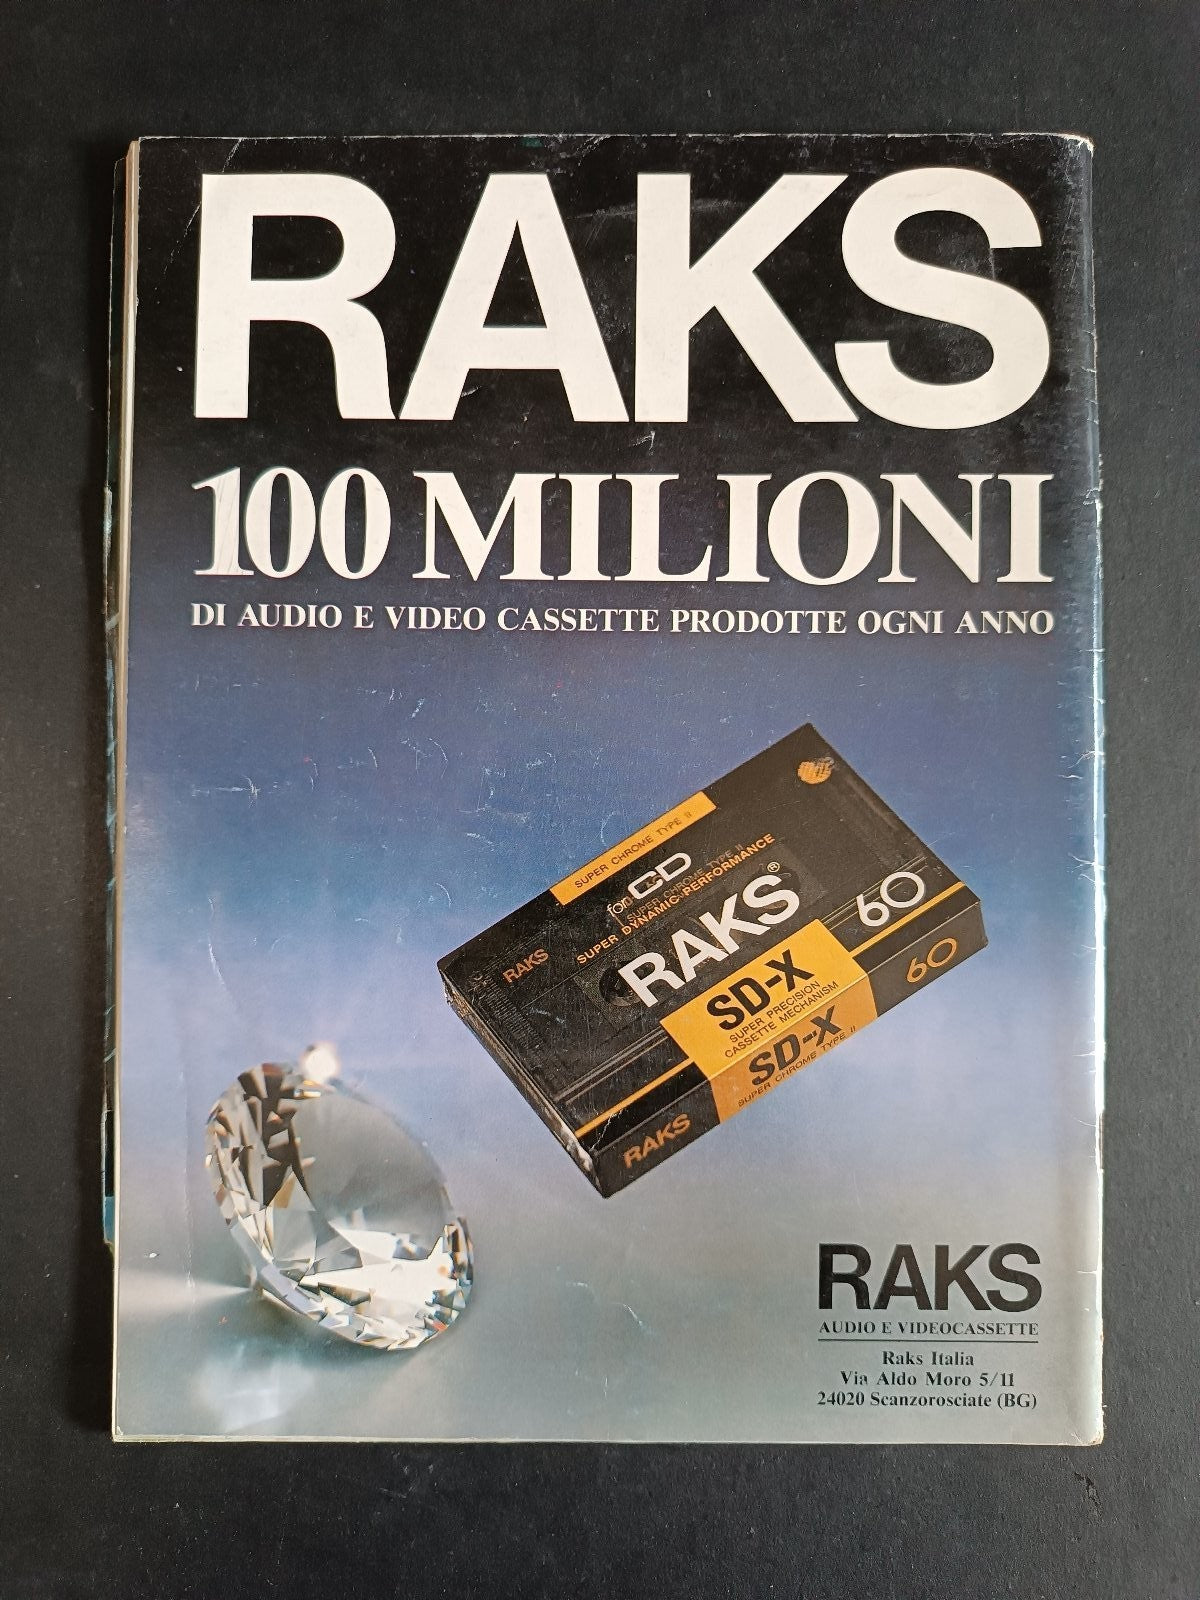 RAKS
100 MILIONI
DI AUDIO E VIDEO CASSETTE PRODOTTE OGNI ANNO
SUPER CHROME TYPE II
for CD
SUPER CHROME TYPE II
SUPER DYNAMIC PERFORMANCE
RAKS
RAKS®
60
SD-X
SUPER PRECISION
CASSETTE MECHANISM
60
SD-X
SUPER CHROME TYPE II
RAKS
RAKS
AUDIO E VIDEOCASSETTE
Raks Italia
Via Aldo Moro 5/11
24020 Scanzorosciate (BG)